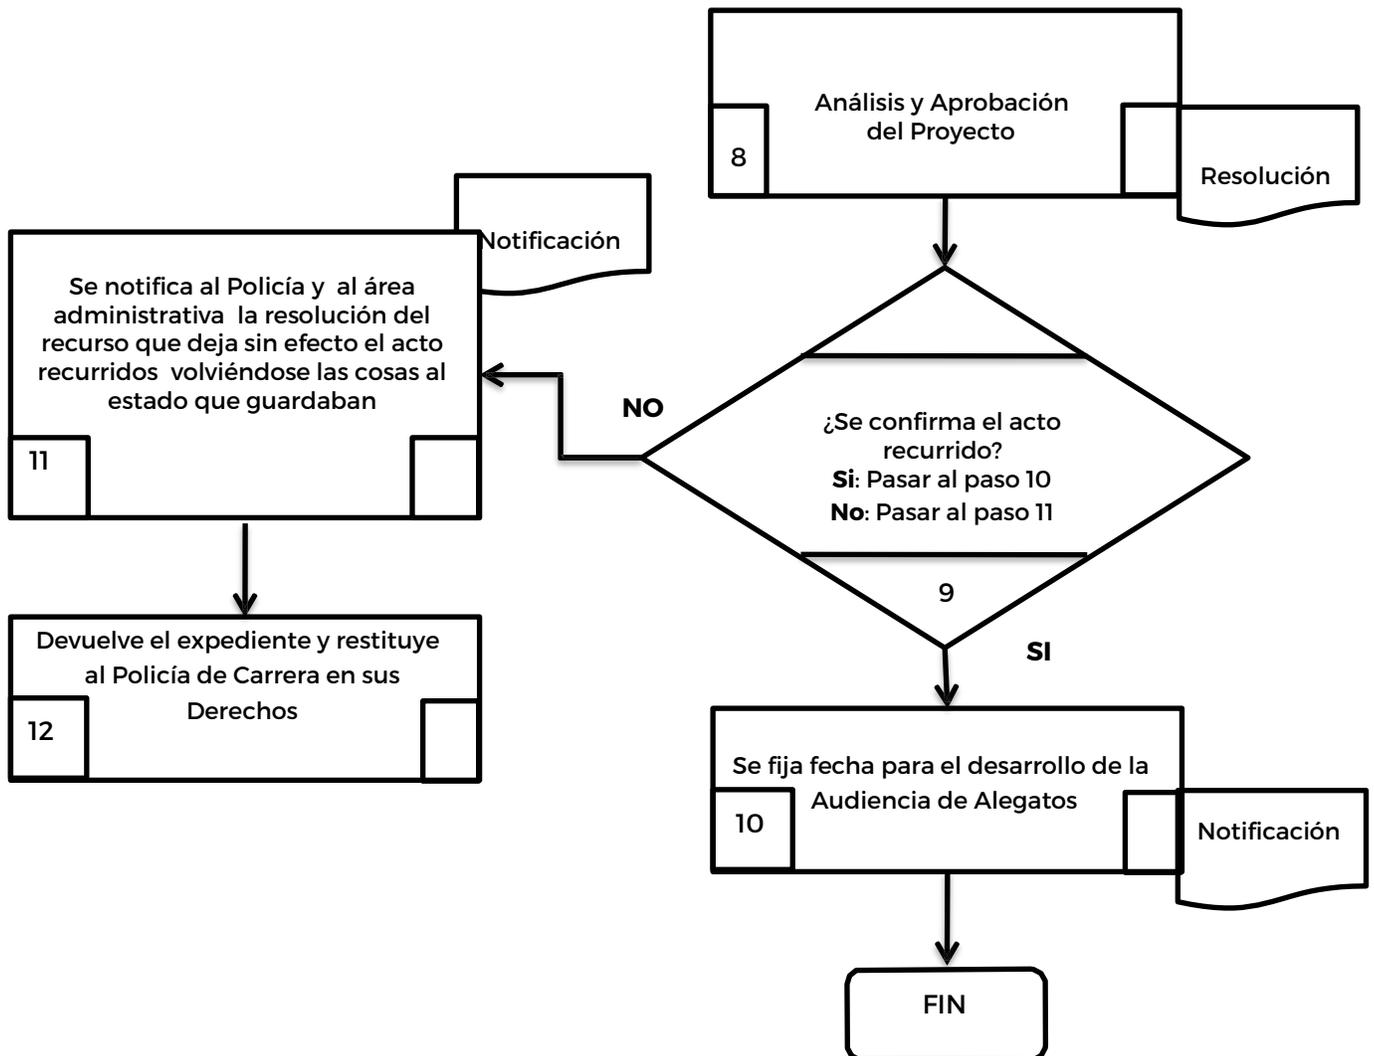 Análisis y Aprobación
del Proyecto
8
Resolución
Notificación
Se notifica al Policía y al área
administrativa la resolución del
recurso que deja sin efecto el acto
recurridos volviéndose las cosas al
estado que guardaban
11
NO
¿Se confirma el acto
recurrido?
Si: Pasar al paso 10
No: Pasar al paso 11
9
SI
Devuelve el expediente y restituye
al Policía de Carrera en sus
Derechos
12
Se fija fecha para el desarrollo de la
Audiencia de Alegatos
10
Notificación
FIN